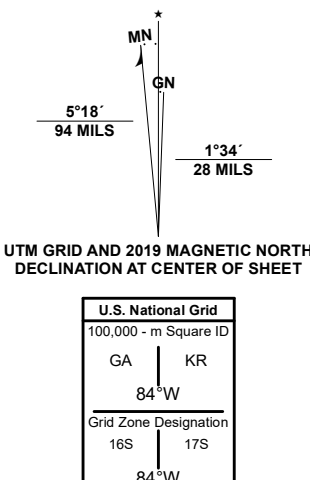 ★
MN
GN
5°18´
94 MILS
1°34´
28 MILS
UTM GRID AND 2019 MAGNETIC NORTH
DECLINATION AT CENTER OF SHEET
U.S. National Grid
100,000 - m Square ID
GA KR
84°W
Grid Zone Designation
16S 17S
84°W